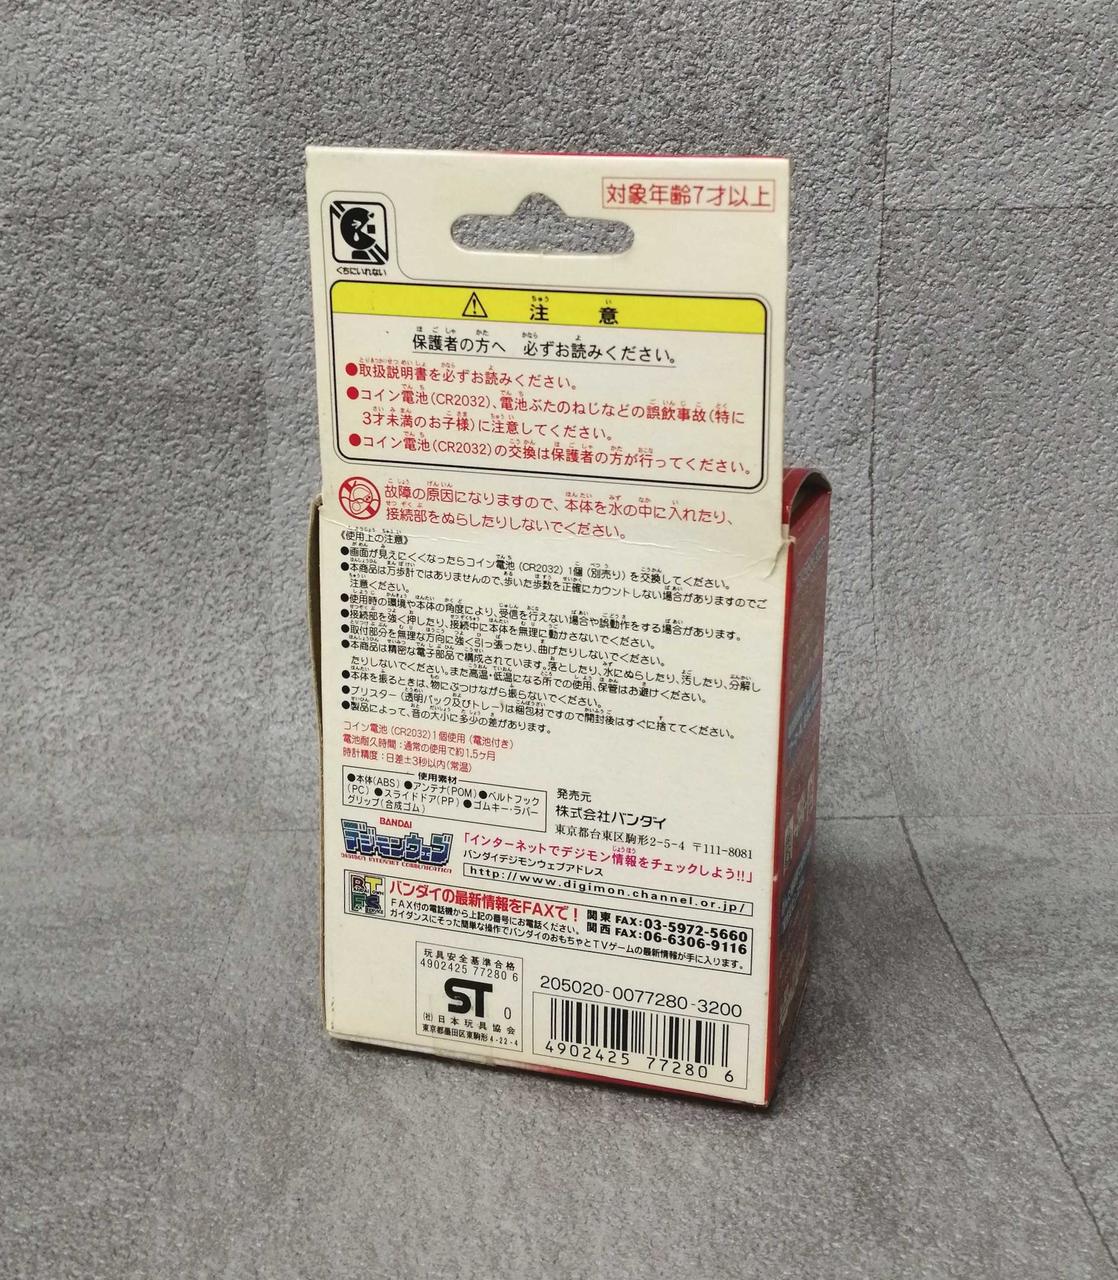 対象年齢7才以上
くちにいれない
⚠ 注意
保護者の方へ 必ずお読みください。
●取扱説明書を必ずお読みください。
●コイン電池(CR2032)、電池ぶたのねじなどの誤飲事故(特に
3才未満のお子様)に注意してください。
●コイン電池(CR2032)の交換は保護者の方が行ってください。
故障の原因になりますので、本体を水の中に入れたり、
接続部をぬらしたりしないでください。
《使用上の注意》
●画面が見えにくくなったらコイン電池(CR2032)1個(別売り)を交換してください。
●本商品は万歩計ではありませんので、歩いた歩数を正確にカウントしない場合がありますのでご
注意ください。
●使用時の環境や本体の角度により、受信を行えない場合や誤動作をする場合があります。
●接続部を強く押したり、接続中に本体を無理に動かさないでください。
●取付部分を無理な方向に強く引っ張ったり、曲げたりしないでください。
●本商品は精密な電子部品で構成されています。落としたり、水にぬらしたり、汚したり、分解し
たりしないでください。また高温・低温になる所での使用、保管はお避けください。
●本体を振るときは、物にぶつけながら振らないでください。
●ブリスター(透明パック及びトレー)は梱包材ですので開封後はすぐに捨ててください。
●製品によって、音の大小に多少の差があります。
コイン電池(CR2032)1個使用(電池付き)
電池耐久時間:通常の使用で約1.5ヶ月
時計精度:日差±3秒以内(常温)
使用素材
●本体(ABS)●アンテナ(POM)●ベルトフック
(PC)●スライドドア(PP)●ゴムキー・ラバー
グリップ(合成ゴム)
発売元
株式会社バンダイ
東京都台東区駒形2-5-4 〒111-8081
BANDAI
デジモンウェブ
DIGIMON INTERNET COMMUNICATION
「インターネットでデジモン情報をチェックしよう!!」
バンダイデジモンウェブアドレス
http://www.digimon.channel.or.jp/
バンダイの最新情報をFAXで!
FAX付の電話機から上記の番号にお電話ください。
関東 FAX:03-5972-5660
関西 FAX:06-6306-9116
ガイダンスにそった簡単な操作でバンダイのおもちゃとTVゲームの最新情報が手に入ります。
玩具安全基準合格
4902425 77280 6
ST 0
(社)日本玩具協会
東京都墨田区東駒形4-22-4
205020-0077280-3200
4902425 77280 6